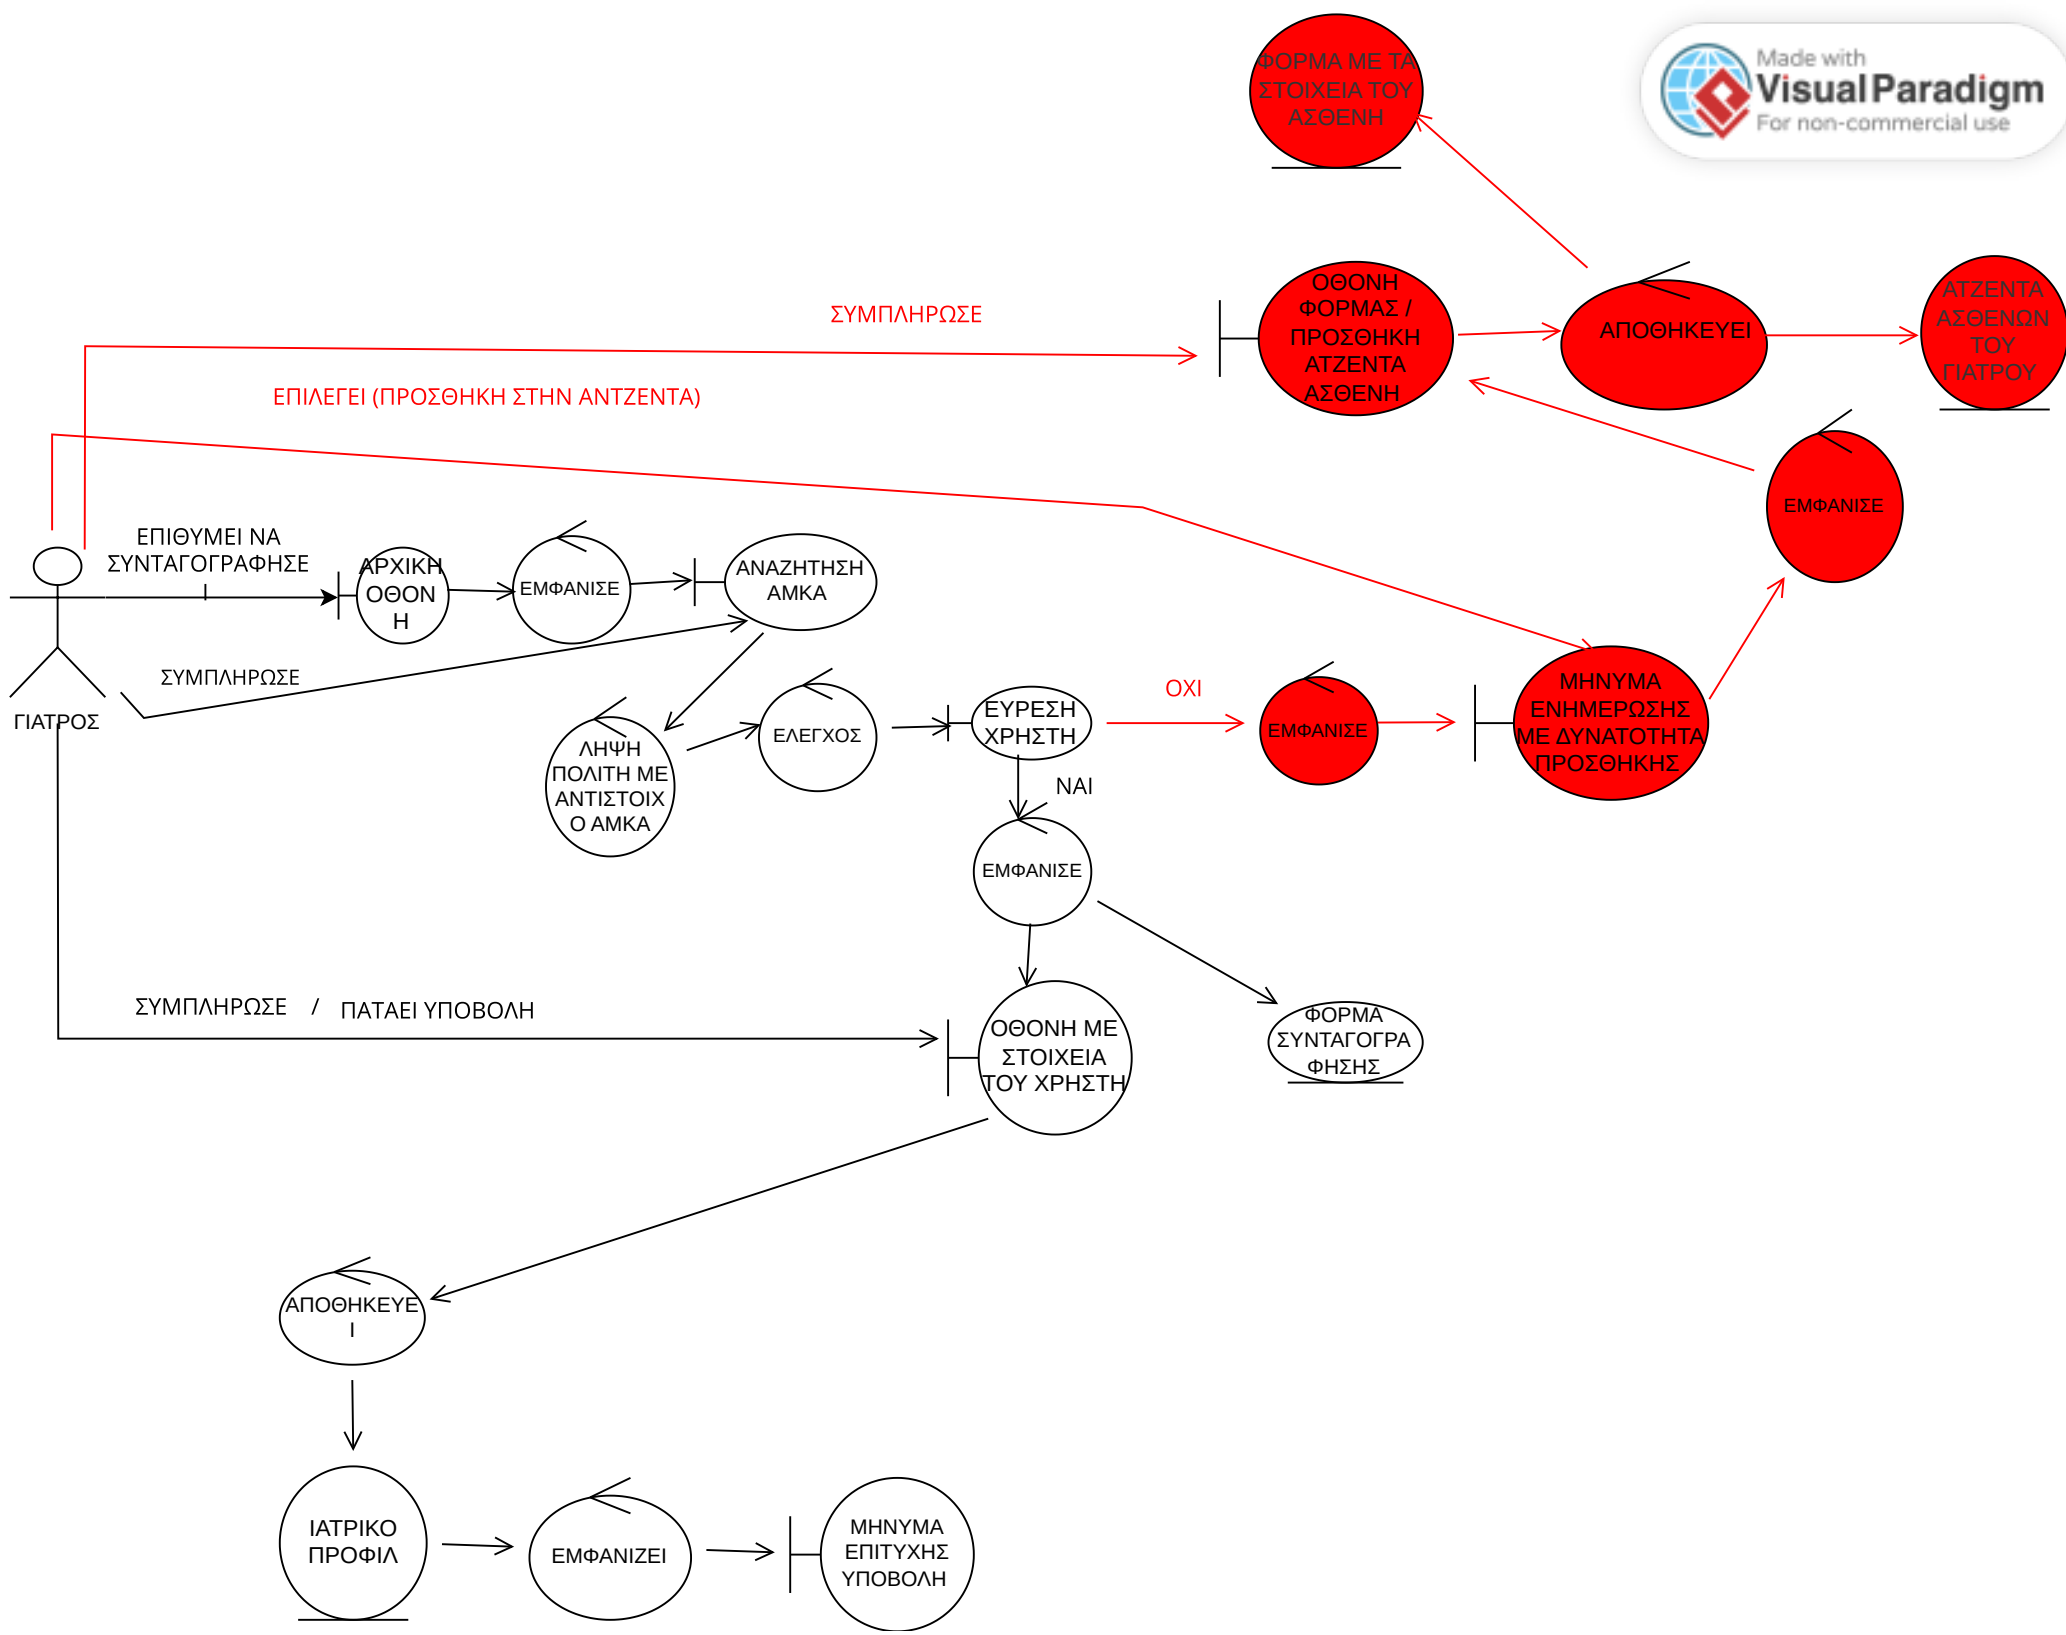 ΦΟΡΜΑ ΜΕ ΤΑ
ΣΤΟΙΧΕΙΑ ΤΟΥ
ΑΣΘΕΝΗ
Made with
Visual Paradigm
For non-commercial use
ΣΥΜΠΛΗΡΩΣΕ
ΟΘΟΝΗ
ΦΟΡΜΑΣ /
ΠΡΟΣΘΗΚΗ
ΑΤΖΕΝΤΑ
ΑΣΘΕΝΗ
ΑΠΟΘΗΚΕΥΕΙ
ΑΤΖΕΝΤΑ
ΑΣΘΕΝΩΝ
ΤΟΥ
ΓΙΑΤΡΟΥ
ΕΠΙΛΕΓΕΙ (ΠΡΟΣΘΗΚΗ ΣΤΗΝ ΑΝΤΖΕΝΤΑ)
ΕΜΦΑΝΙΣΕ
ΕΠΙΘΥΜΕΙ ΝΑ
ΣΥΝΤΑΓΟΓΡΑΦΗΣΕ
Ι
ΑΡΧΙΚΗ
ΟΘΟΝ
Η
ΕΜΦΑΝΙΣΕ
ΑΝΑΖΗΤΗΣΗ
ΑΜΚΑ
ΣΥΜΠΛΗΡΩΣΕ
ΓΙΑΤΡΟΣ
ΛΗΨΗ
ΠΟΛΙΤΗ ΜΕ
ΑΝΤΙΣΤΟΙΧ
Ο ΑΜΚΑ
ΕΛΕΓΧΟΣ
ΕΥΡΕΣΗ
ΧΡΗΣΤΗ
ΟΧΙ
ΕΜΦΑΝΙΣΕ
ΜΗΝΥΜΑ
ΕΝΗΜΕΡΩΣΗΣ
ΜΕ ΔΥΝΑΤΟΤΗΤΑ
ΠΡΟΣΘΗΚΗΣ
ΝΑΙ
ΕΜΦΑΝΙΣΕ
ΣΥΜΠΛΗΡΩΣΕ / ΠΑΤΑΕΙ ΥΠΟΒΟΛΗ
ΟΘΟΝΗ ΜΕ
ΣΤΟΙΧΕΙΑ
ΤΟΥ ΧΡΗΣΤΗ
ΦΟΡΜΑ
ΣΥΝΤΑΓΟΓΡΑ
ΦΗΣΗΣ
ΑΠΟΘΗΚΕΥΕ
Ι
ΙΑΤΡΙΚΟ
ΠΡΟΦΙΛ
ΕΜΦΑΝΙΖΕΙ
ΜΗΝΥΜΑ
ΕΠΙΤΥΧΗΣ
ΥΠΟΒΟΛΗ